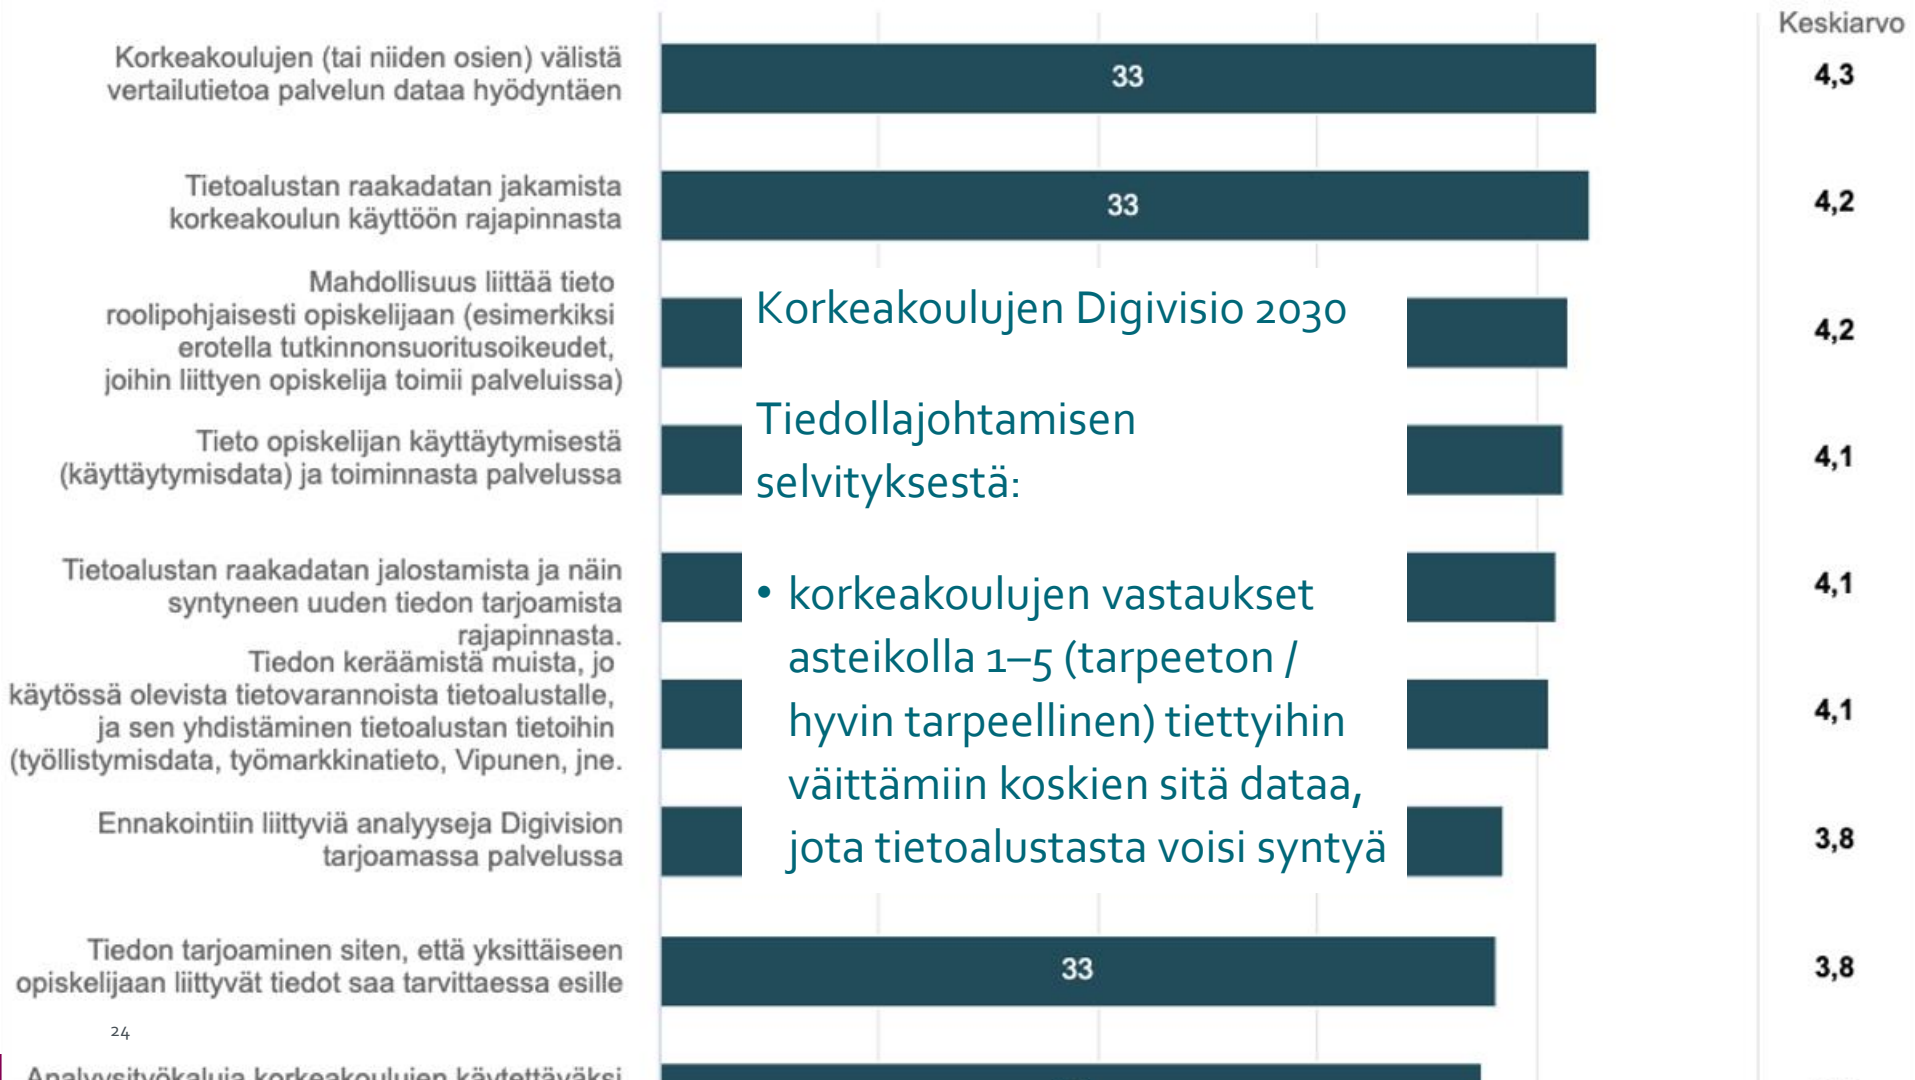 Keskiarvo
Korkeakoulujen (tai niiden osien) välistä
vertailutietoa palvelun dataa hyödyntäen
33
4,3
Tietoalustan raakadatan jakamista
korkeakoulun käyttöön rajapinnasta
33
4,2
Mahdollisuus liittää tieto
roolipohjaisesti opiskelijaan (esimerkiksi
erotella tutkinnonsuoritusoikeudet,
joihin liittyen opiskelija toimii palveluissa)
4,2
Tieto opiskelijan käyttäytymisestä
(käyttäytymisdata) ja toiminnasta palvelussa
4,1
Tietoalustan raakadatan jalostamista ja näin
syntyneen uuden tiedon tarjoamista
rajapinnasta.
4,1
Tiedon keräämistä muista, jo
käytössä olevista tietovarannoista tietoalustalle,
ja sen yhdistäminen tietoalustan tietoihin
(työllistymisdata, työmarkkinatieto, Vipunen, jne.
4,1
Ennakointiin liittyviä analyyseja Digivision
tarjoamassa palvelussa
3,8
Tiedon tarjoaminen siten, että yksittäiseen
opiskelijaan liittyvät tiedot saa tarvittaessa esille
33
3,8
Analyysityökaluja korkeakoulujen käytettäväksi
Korkeakoulujen Digivisio 2030
Tiedollajohtamisen
selvityksestä:
• korkeakoulujen vastaukset
asteikolla 1–5 (tarpeeton /
hyvin tarpeellinen) tiettyihin
väittämiin koskien sitä dataa,
jota tietoalustasta voisi syntyä
24